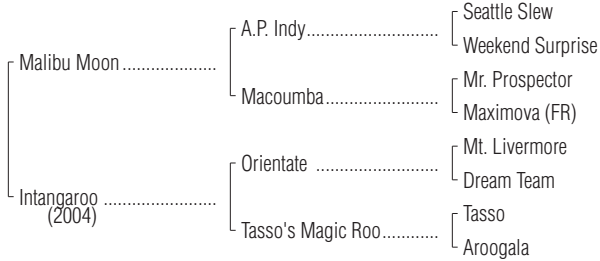 Seattle Slew
A.P. Indy
Weekend Surprise
Malibu Moon
Mr. Prospector
Macoumba
Maximova (FR)
Mt. Livermore
Orientate
Dream Team
Intangaroo
(2004)
Tasso
Tasso's Magic Roo
Aroogala